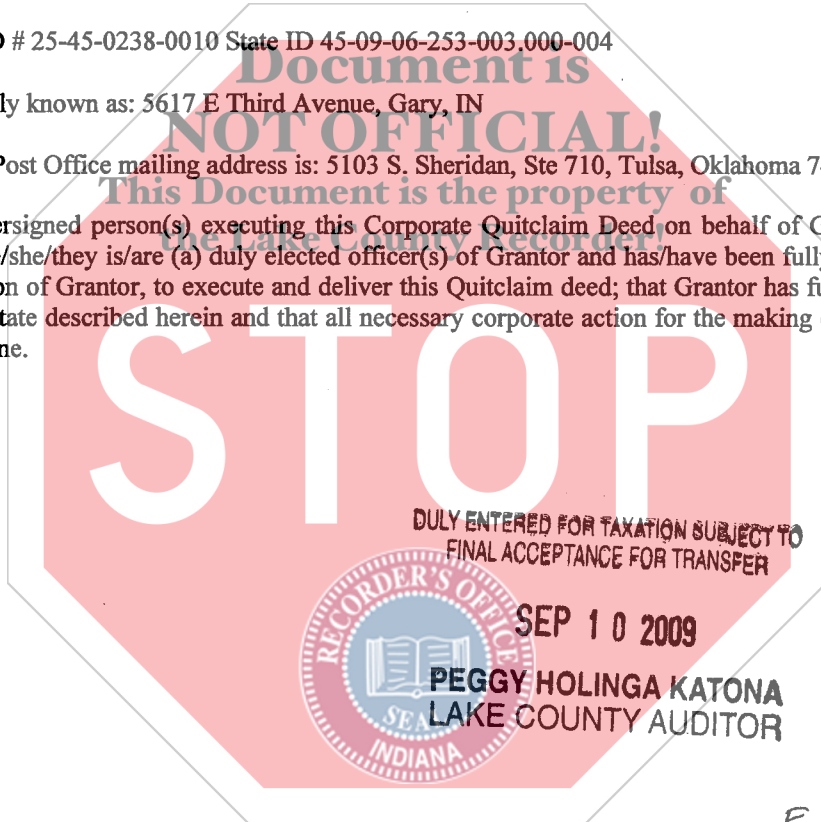 # 25-45-0238-0010 State ID 45-09-06-253-003.000-004
Document is
ly known as: 5617 E Third Avenue, Gary, IN
NOT OFFICIAL!
Post Office mailing address is: 5103 S. Sheridan, Ste 710, Tulsa, Oklahoma 7
This Document is the property of
ersigned person(s) executing this Corporate Quitclaim Deed on behalf of
the Lake County Recorder!
/she/they is/are (a) duly elected officer(s) of Grantor and has/have been fully
on of Grantor, to execute and deliver this Quitclaim deed; that Grantor has fu
tate described herein and that all necessary corporate action for the making
ne.
STOP
DULY ENTERED FOR TAXATION SUBJECT TO
FINAL ACCEPTANCE FOR TRANSFER
SEP 10 2009
PEGGY HOLINGA KATONA
LAKE COUNTY AUDITOR
RECORDER'S OFFICE
SEAL
INDIANA